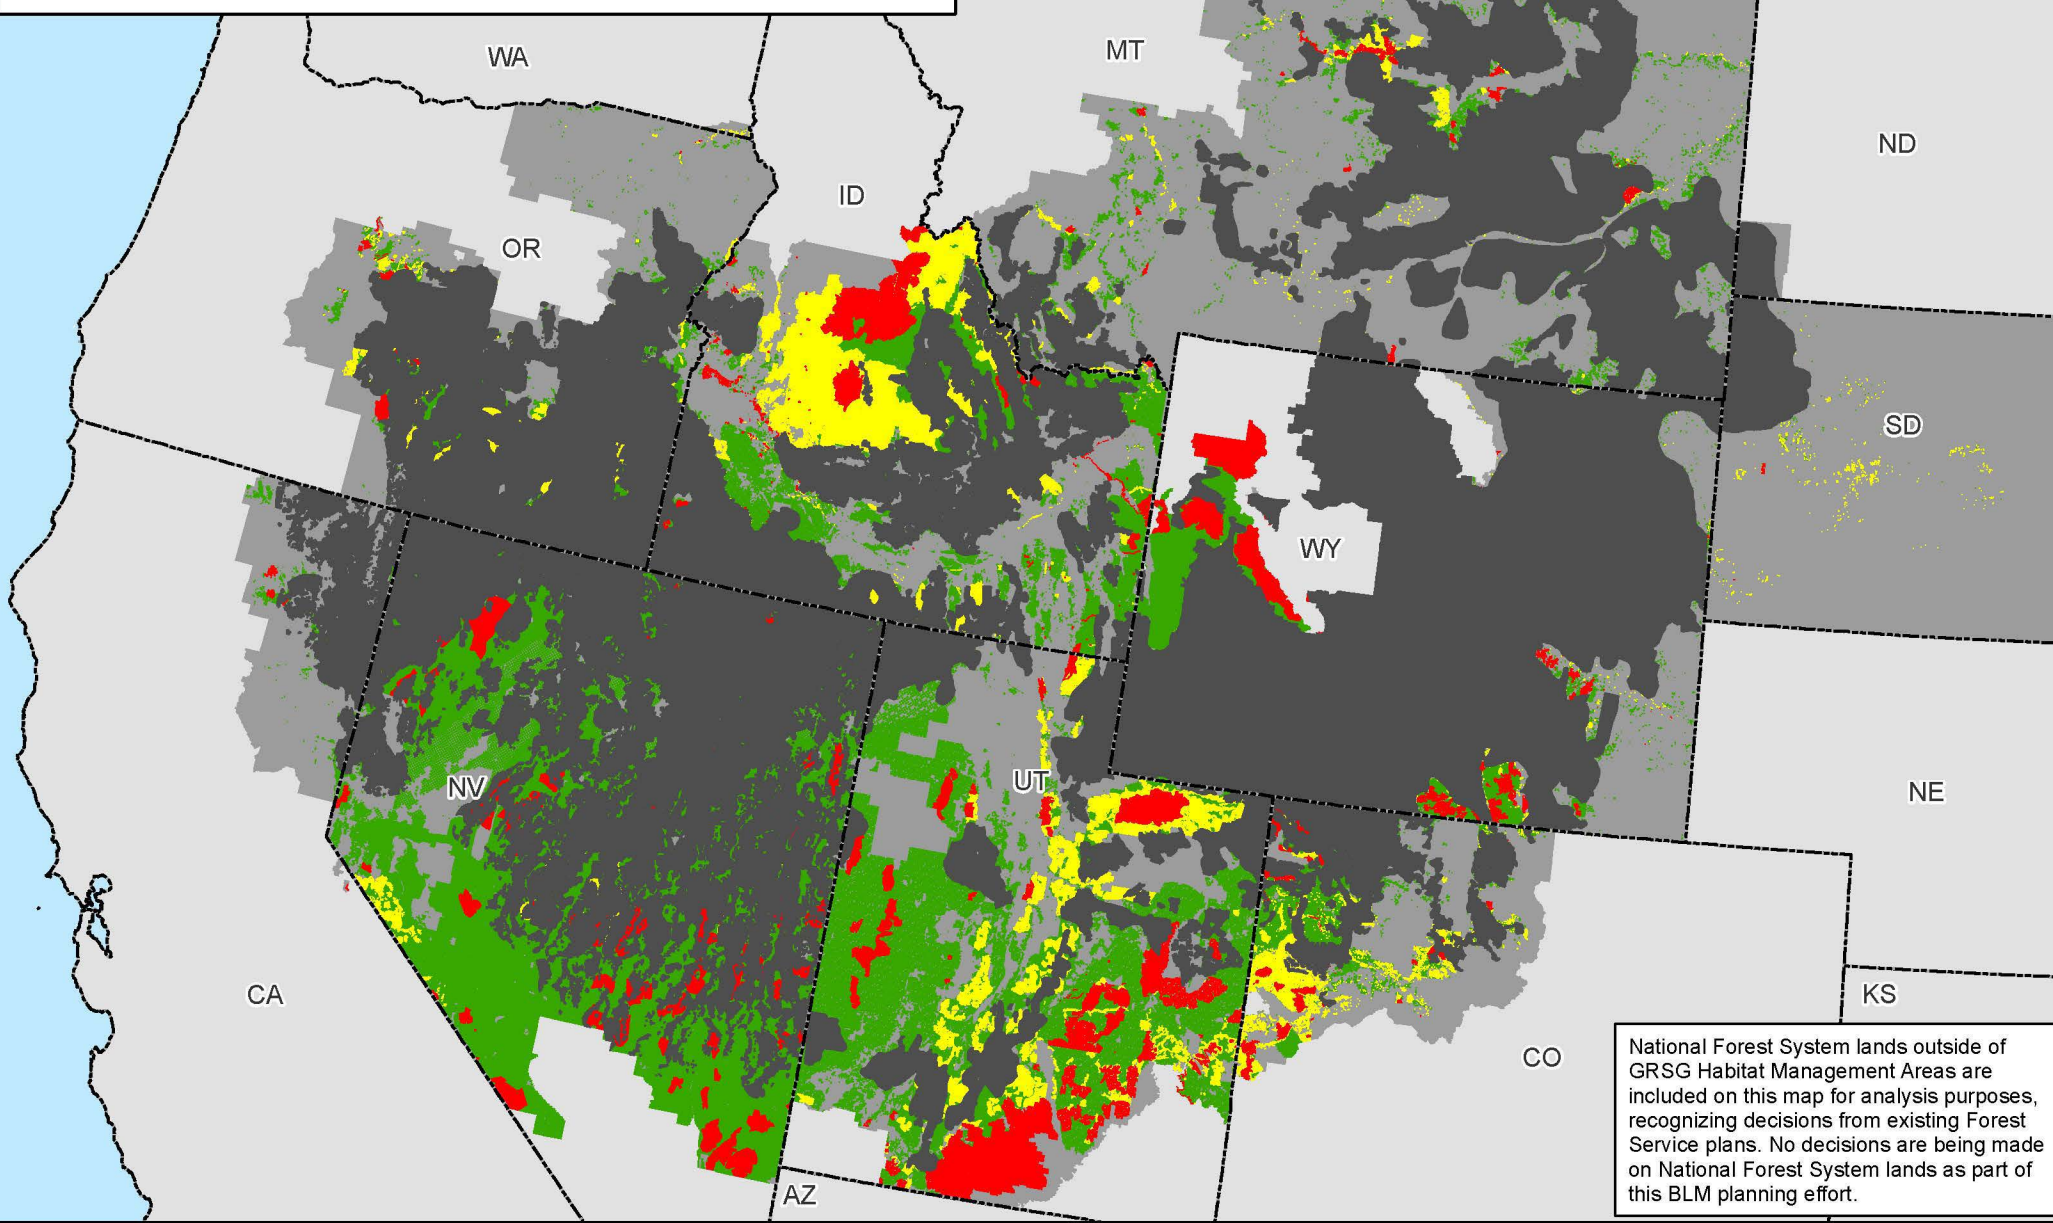 WA
MT
ND
ID
OR
SD
WY
NV
UT
NE
CA
KS
CO
AZ
National Forest System lands outside of
GRSG Habitat Management Areas are
included on this map for analysis purposes,
recognizing decisions from existing Forest
Service plans. No decisions are being made
on National Forest System lands as part of
this BLM planning effort.